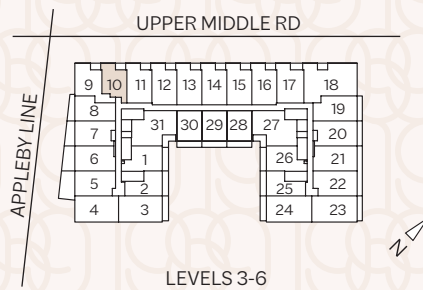 UPPER MIDDLE RD
APPLEBY LINE
9 10 11 12 13 14 15 16 17 18
8 19
7 31 30 29 28 27 20
6 1 26 21
5 2 25 22
4 3 24 23
N
LEVELS 3-6